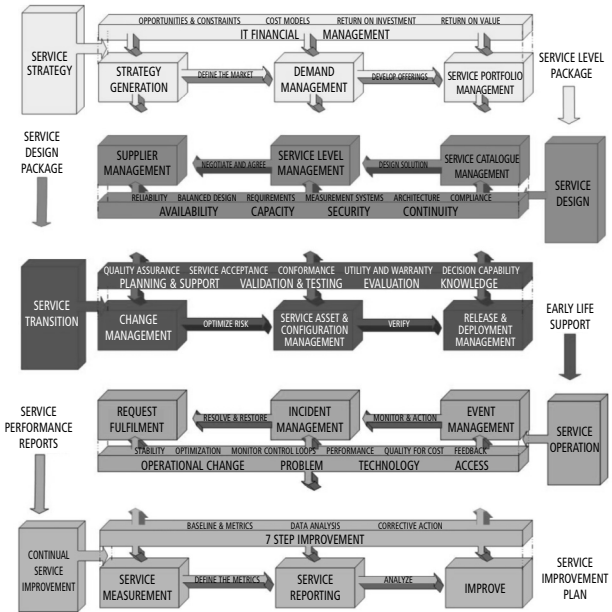 OPPORTUNITIES & CONSTRAINTS COST MODELS RETURN ON INVESTMENT RETURN ON VALUE
IT FINANCIAL MANAGEMENT
SERVICE
STRATEGY
STRATEGY
GENERATION
DEFINE THE MARKET
DEMAND
MANAGEMENT
DEVELOP OFFERINGS
SERVICE PORTFOLIO
MANAGEMENT
SERVICE LEVEL
PACKAGE
SERVICE
DESIGN
PACKAGE
SUPPLIER
MANAGEMENT
NEGOTIATE AND AGREE
SERVICE LEVEL
MANAGEMENT
DESIGN SOLUTION
SERVICE CATALOGUE
MANAGEMENT
SERVICE
DESIGN
RELIABILITY BALANCED DESIGN REQUIREMENTS MEASUREMENT SYSTEMS ARCHITECTURE COMPLIANCE
AVAILABILITY CAPACITY SECURITY CONTINUITY
QUALITY ASSURANCE SERVICE ACCEPTANCE CONFORMANCE UTILITY AND WARRANTY DECISION CAPABILITY
PLANNING & SUPPORT VALIDATION & TESTING EVALUATION KNOWLEDGE
SERVICE
TRANSITION
CHANGE
MANAGEMENT
OPTIMIZE RISK
SERVICE ASSET &
CONFIGURATION
MANAGEMENT
VERIFY
RELEASE &
DEPLOYMENT
MANAGEMENT
EARLY LIFE
SUPPORT
SERVICE
PERFORMANCE
REPORTS
REQUEST
FULFILMENT
RESOLVE & RESTORE
INCIDENT
MANAGEMENT
MONITOR & ACTION
EVENT
MANAGEMENT
SERVICE
OPERATION
STABILITY OPTIMIZATION MONITOR CONTROL LOOPS PERFORMANCE QUALITY FOR COST FEEDBACK
OPERATIONAL CHANGE PROBLEM TECHNOLOGY ACCESS
BASELINE & METRICS DATA ANALYSIS CORRECTIVE ACTION
7 STEP IMPROVEMENT
CONTINUAL
SERVICE
IMPROVEMENT
SERVICE
MEASUREMENT
DEFINE THE METRICS
SERVICE
REPORTING
ANALYZE
IMPROVE
SERVICE
IMPROVEMENT
PLAN